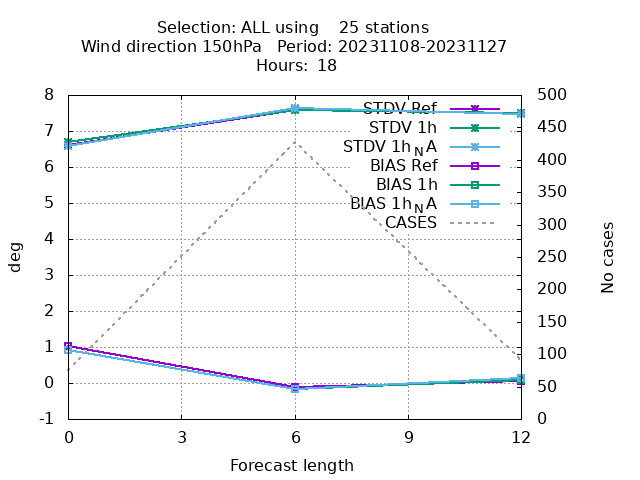 Selection: ALL using    25 stations
Wind direction 150hPa   Period: 20231108-20231127
Hours: 18
8
7
6
5
4
3
2
1
0
-1
deg
500
450
400
350
300
250
200
150
100
50
0
No cases
STDV Ref
STDV 1h
STDV 1h_NA
BIAS Ref
BIAS 1h
BIAS 1h_NA
CASES
0 3 6 9 12
Forecast length